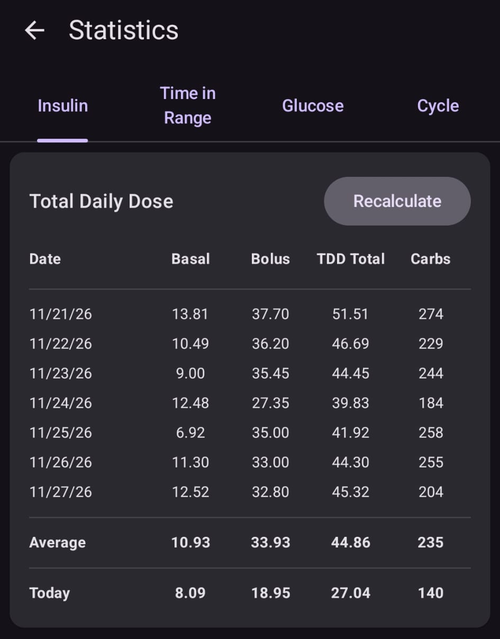 Statistics
Insulin Time in Range Glucose Cycle
Total Daily Dose Recalculate
Date Basal Bolus TDD Total Carbs
11/21/26 13.81 37.70 51.51 274
11/22/26 10.49 36.20 46.69 229
11/23/26 9.00 35.45 44.45 244
11/24/26 12.48 27.35 39.83 184
11/25/26 6.92 35.00 41.92 258
11/26/26 11.30 33.00 44.30 255
11/27/26 12.52 32.80 45.32 204
Average 10.93 33.93 44.86 235
Today 8.09 18.95 27.04 140